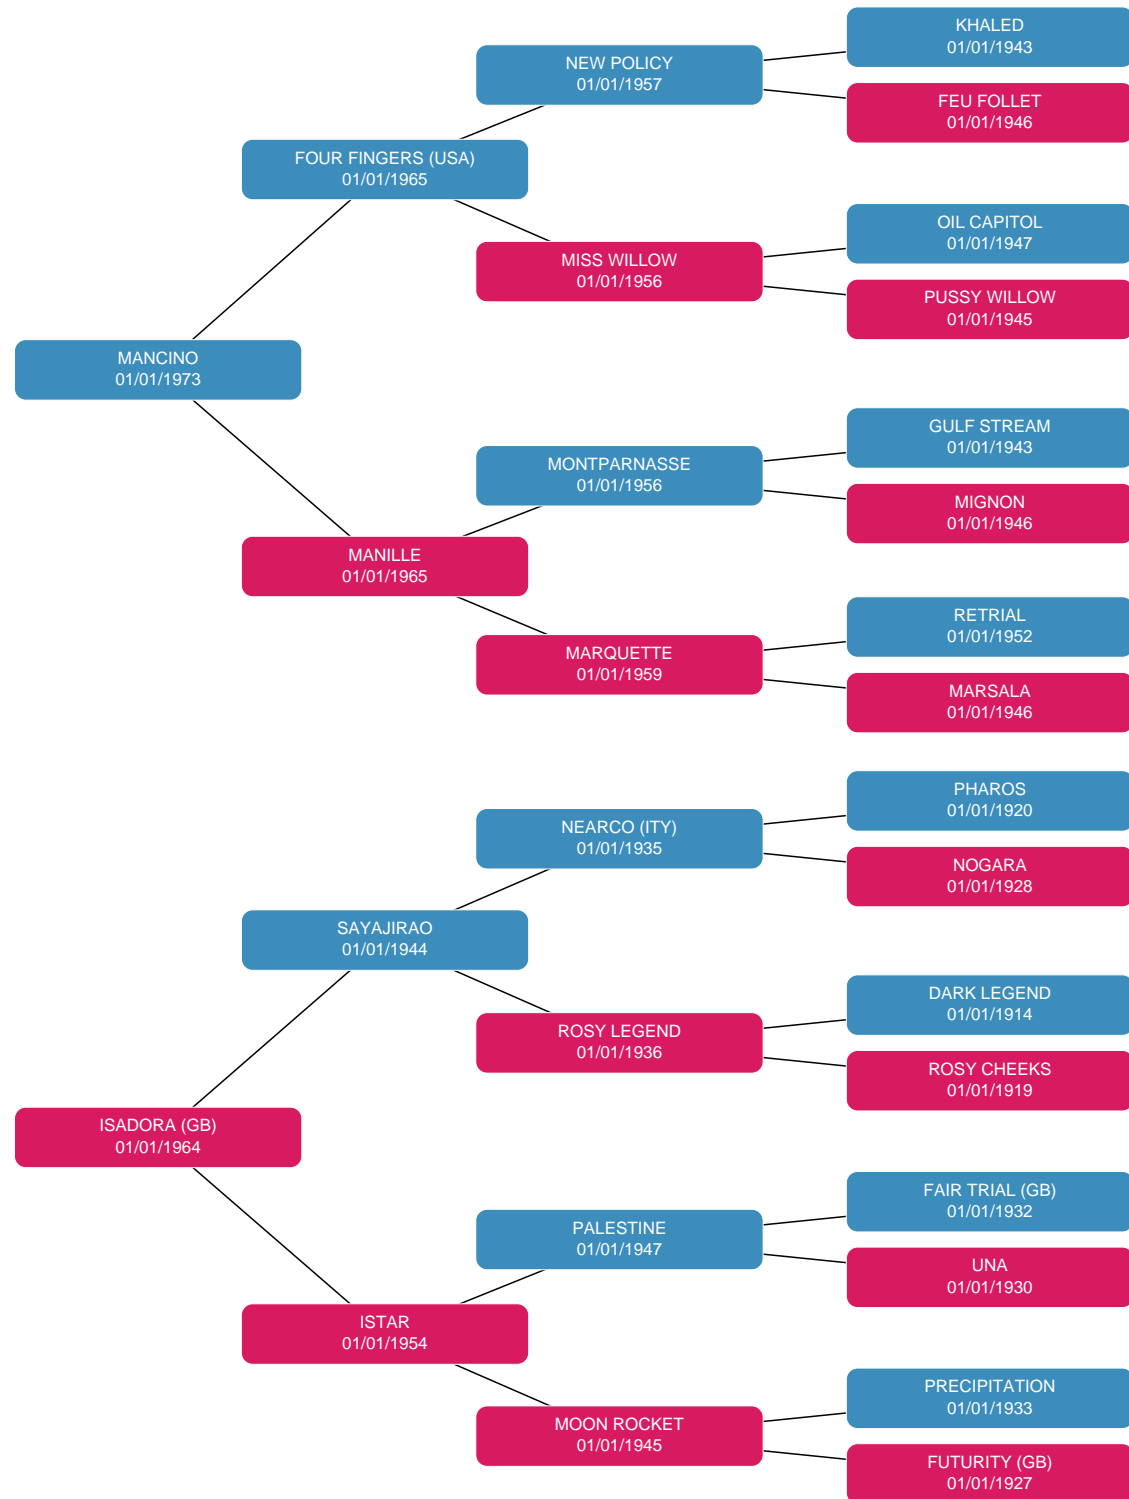 KHALED
01/01/1943
NEW POLICY
01/01/1957
FEU FOLLET
01/01/1946
FOUR FINGERS (USA)
01/01/1965
OIL CAPITOL
01/01/1947
MISS WILLOW
01/01/1956
PUSSY WILLOW
01/01/1945
MANCINO
01/01/1973
GULF STREAM
01/01/1943
MONTPARNASSE
01/01/1956
MIGNON
01/01/1946
MANILLE
01/01/1965
RETRIAL
01/01/1952
MARQUETTE
01/01/1959
MARSALA
01/01/1946
PHAROS
01/01/1920
NEARCO (ITY)
01/01/1935
NOGARA
01/01/1928
SAYAJIRAO
01/01/1944
DARK LEGEND
01/01/1914
ROSY LEGEND
01/01/1936
ROSY CHEEKS
01/01/1919
ISADORA (GB)
01/01/1964
FAIR TRIAL (GB)
01/01/1932
PALESTINE
01/01/1947
UNA
01/01/1930
ISTAR
01/01/1954
PRECIPITATION
01/01/1933
MOON ROCKET
01/01/1945
FUTURITY (GB)
01/01/1927